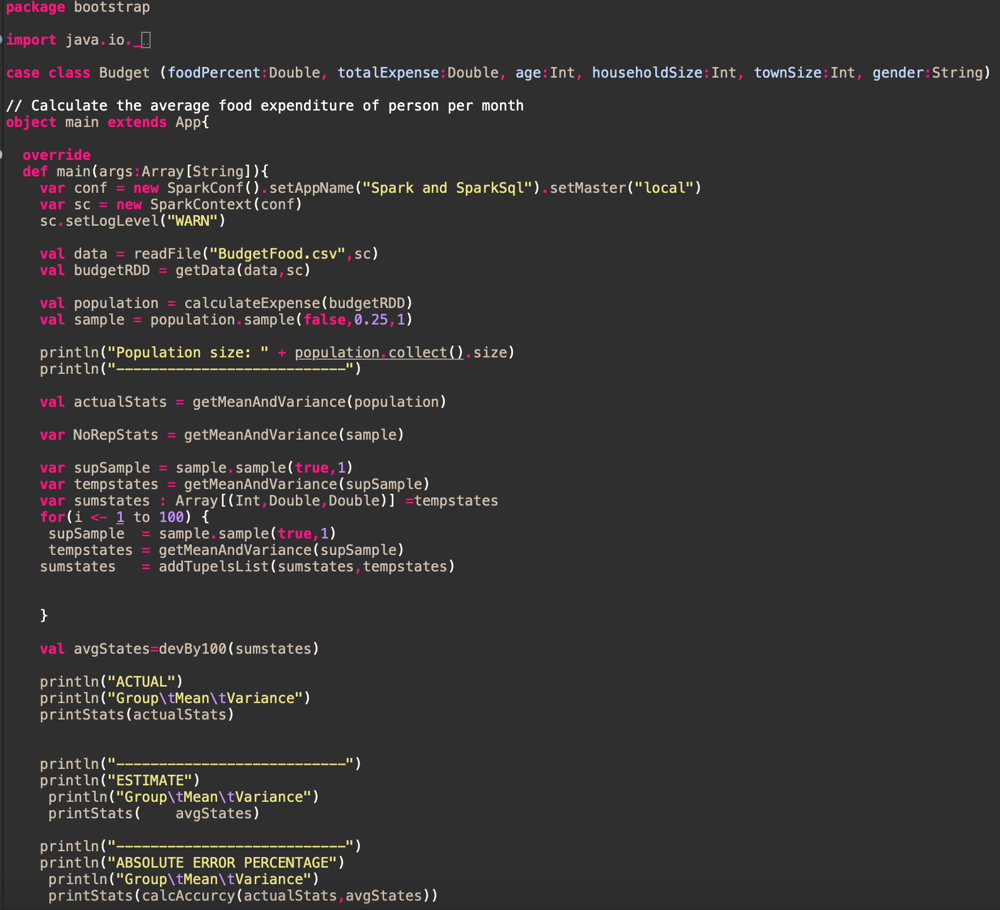 package bootstrap
import java.io._..
case class Budget (foodPercent:Double, totalExpense:Double, age:Int, householdSize:Int, townSize:Int, gender:String)
// Calculate the average food expenditure of person per month
object main extends App{
override
def main(args:Array[String]){
var conf = new SparkConf().setAppName("Spark and SparkSql").setMaster("local")
var sc = new SparkContext(conf)
sc.setLogLevel("WARN")
val data = readFile("BudgetFood.csv",sc)
val budgetRDD = getData(data,sc)
val population = calculateExpense(budgetRDD)
val sample = population.sample(false,0.25,1)
println("Population size: " + population.collect().size)
println("---------------------------")
val actualStats = getMeanAndVariance(population)
var NoRepStats = getMeanAndVariance(sample)
var supSample = sample.sample(true,1)
var tempstates = getMeanAndVariance(supSample)
var sumstates : Array[(Int,Double,Double)] =tempstates
for(i <- 1 to 100) {
supSample  = sample.sample(true,1)
tempstates = getMeanAndVariance(supSample)
sumstates   = addTupelsList(sumstates,tempstates)
}
val avgStates=devBy100(sumstates)
println("ACTUAL")
println("Group\tMean\tVariance")
printStats(actualStats)
println("---------------------------")
println("ESTIMATE")
println("Group\tMean\tVariance")
printStats(    avgStates)
println("---------------------------")
println("ABSOLUTE ERROR PERCENTAGE")
println("Group\tMean\tVariance")
printStats(calcAccurcy(actualStats,avgStates))